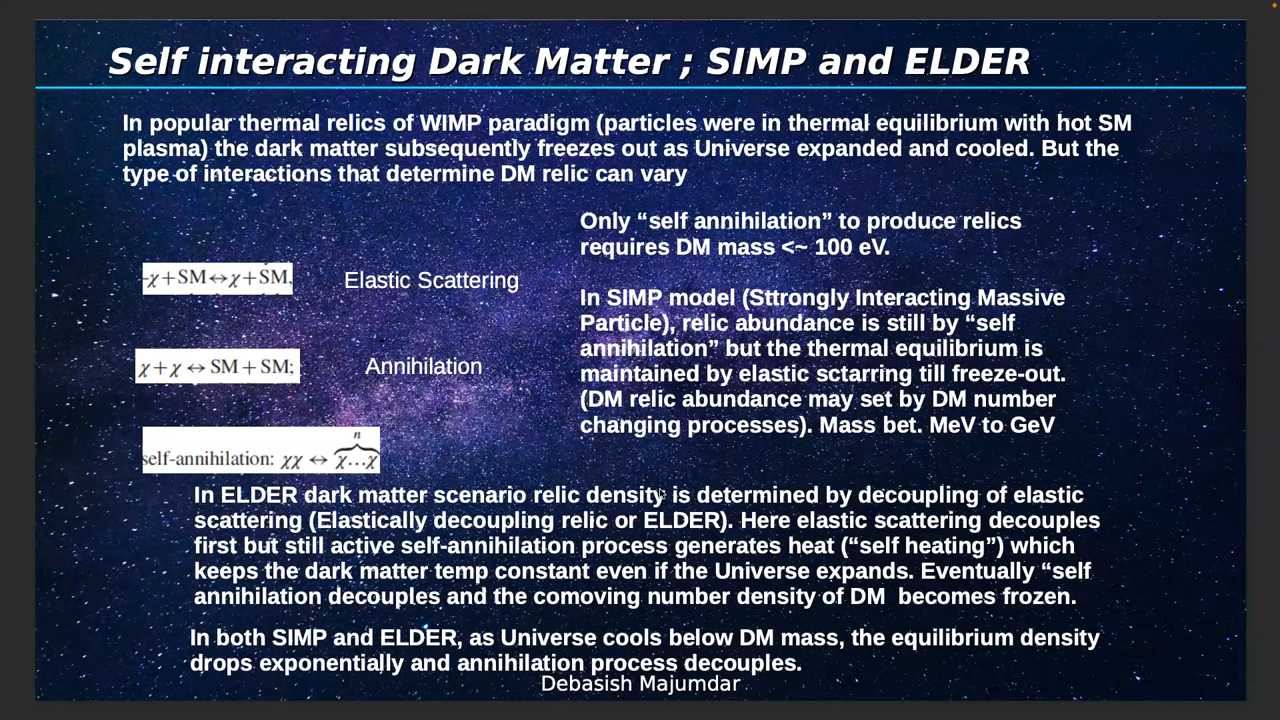 Self interacting Dark Matter ; SIMP and ELDER
In popular thermal relics of WIMP paradigm (particles were in thermal equilibrium with hot SM
plasma) the dark matter subsequently freezes out as Universe expanded and cooled. But the
type of interactions that determine DM relic can vary
χ+SM↔χ+SM,
Elastic Scattering
χ+χ ↔ SM + SM;
Annihilation
n
self-annihilation: χχ ↔ χ…χ
Only “self annihilation” to produce relics
requires DM mass <~ 100 eV.
In SIMP model (Sttrongly Interacting Massive
Particle), relic abundance is still by “self
annihilation” but the thermal equilibrium is
maintained by elastic sctarring till freeze-out.
(DM relic abundance may set by DM number
changing processes). Mass bet. MeV to GeV
In ELDER dark matter scenario relic density is determined by decoupling of elastic
scattering (Elastically decoupling relic or ELDER). Here elastic scattering decouples
first but still active self-annihilation process generates heat (“self heating”) which
keeps the dark matter temp constant even if the Universe expands. Eventually “self
annihilation decouples and the comoving number density of DM becomes frozen.
In both SIMP and ELDER, as Universe cools below DM mass, the equilibrium density
drops exponentially and annihilation process decouples.
Debasish Majumdar